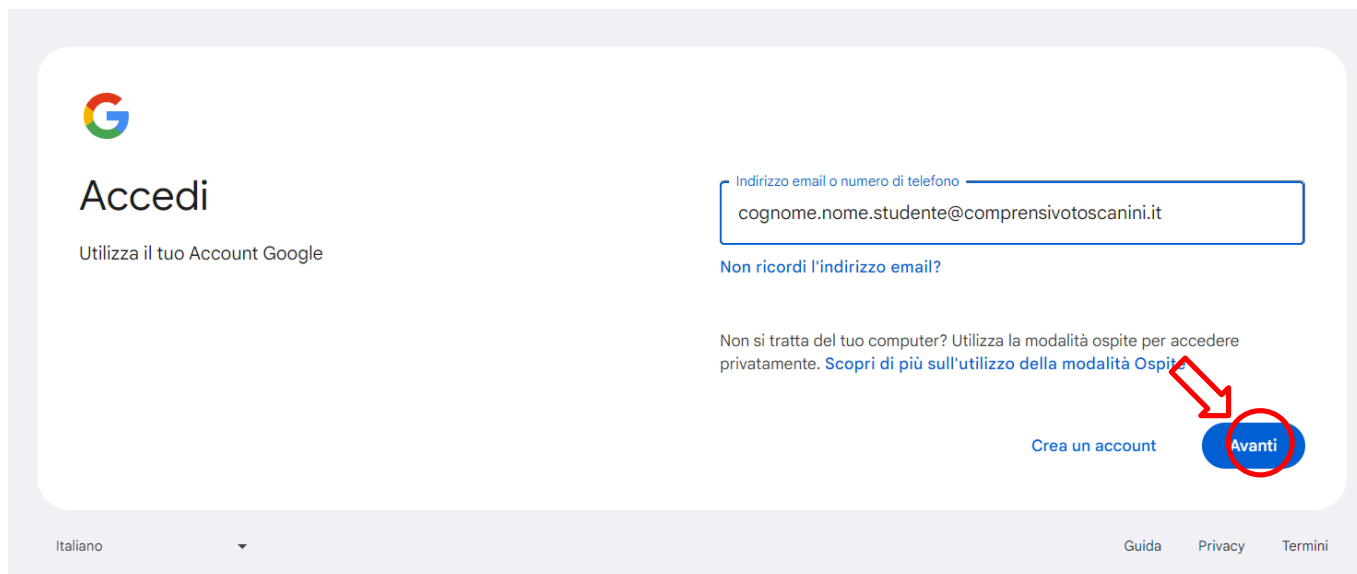 Accedi
Utilizza il tuo Account Google
Indirizzo email o numero di telefono
cognome.nome.studente@comprensivotoscanini.it
Non ricordi l'indirizzo email?
Non si tratta del tuo computer? Utilizza la modalità ospite per accedere
privatamente. Scopri di più sull'utilizzo della modalità Ospite
Crea un account
Avanti
Italiano
Guida
Privacy
Termini